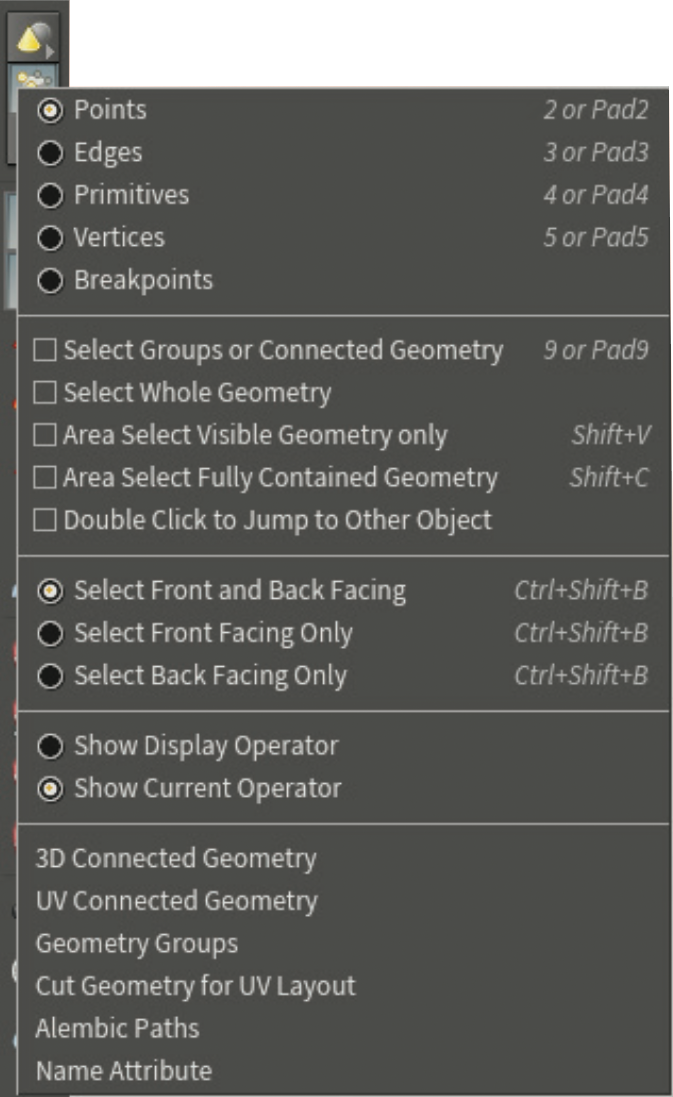 Points 2 or Pad2
Edges 3 or Pad3
Primitives 4 or Pad4
Vertices 5 or Pad5
Breakpoints
Select Groups or Connected Geometry 9 or Pad9
Select Whole Geometry
Area Select Visible Geometry only Shift+V
Area Select Fully Contained Geometry Shift+C
Double Click to Jump to Other Object
Select Front and Back Facing Ctrl+Shift+B
Select Front Facing Only Ctrl+Shift+B
Select Back Facing Only Ctrl+Shift+B
Show Display Operator
Show Current Operator
3D Connected Geometry
UV Connected Geometry
Geometry Groups
Cut Geometry for UV Layout
Alembic Paths
Name Attribute